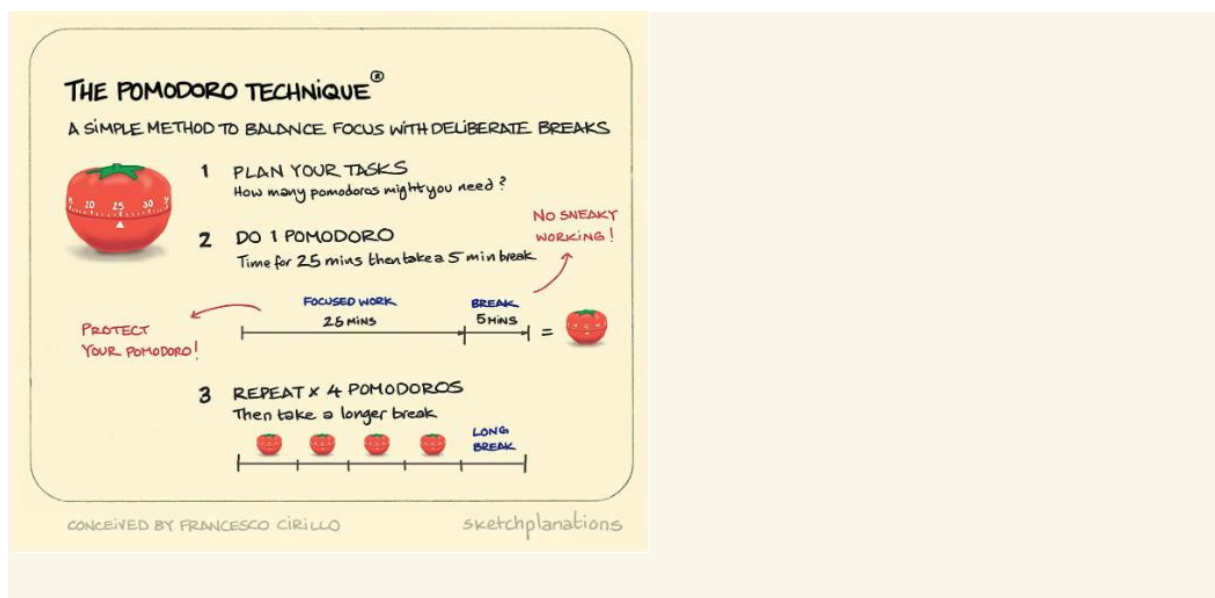 THE POMODORO TECHNIQUE®
A SIMPLE METHOD TO BALANCE FOCUS WITH DELIBERATE BREAKS
20 25 30
1 PLAN YOUR TASKS
How many pomodoros might you need?
2 DO 1 POMODORO
Time for 25 mins then take a 5 min break
NO SNEAKY
WORKING!
FOCUSED WORK
25 MINS
BREAK
5 MINS
=
PROTECT
YOUR POMODORO!
3 REPEAT x 4 POMODOROS
Then take a longer break
LONG
BREAK
CONCEIVED BY FRANCESCO CIRILLO
sketchplanations